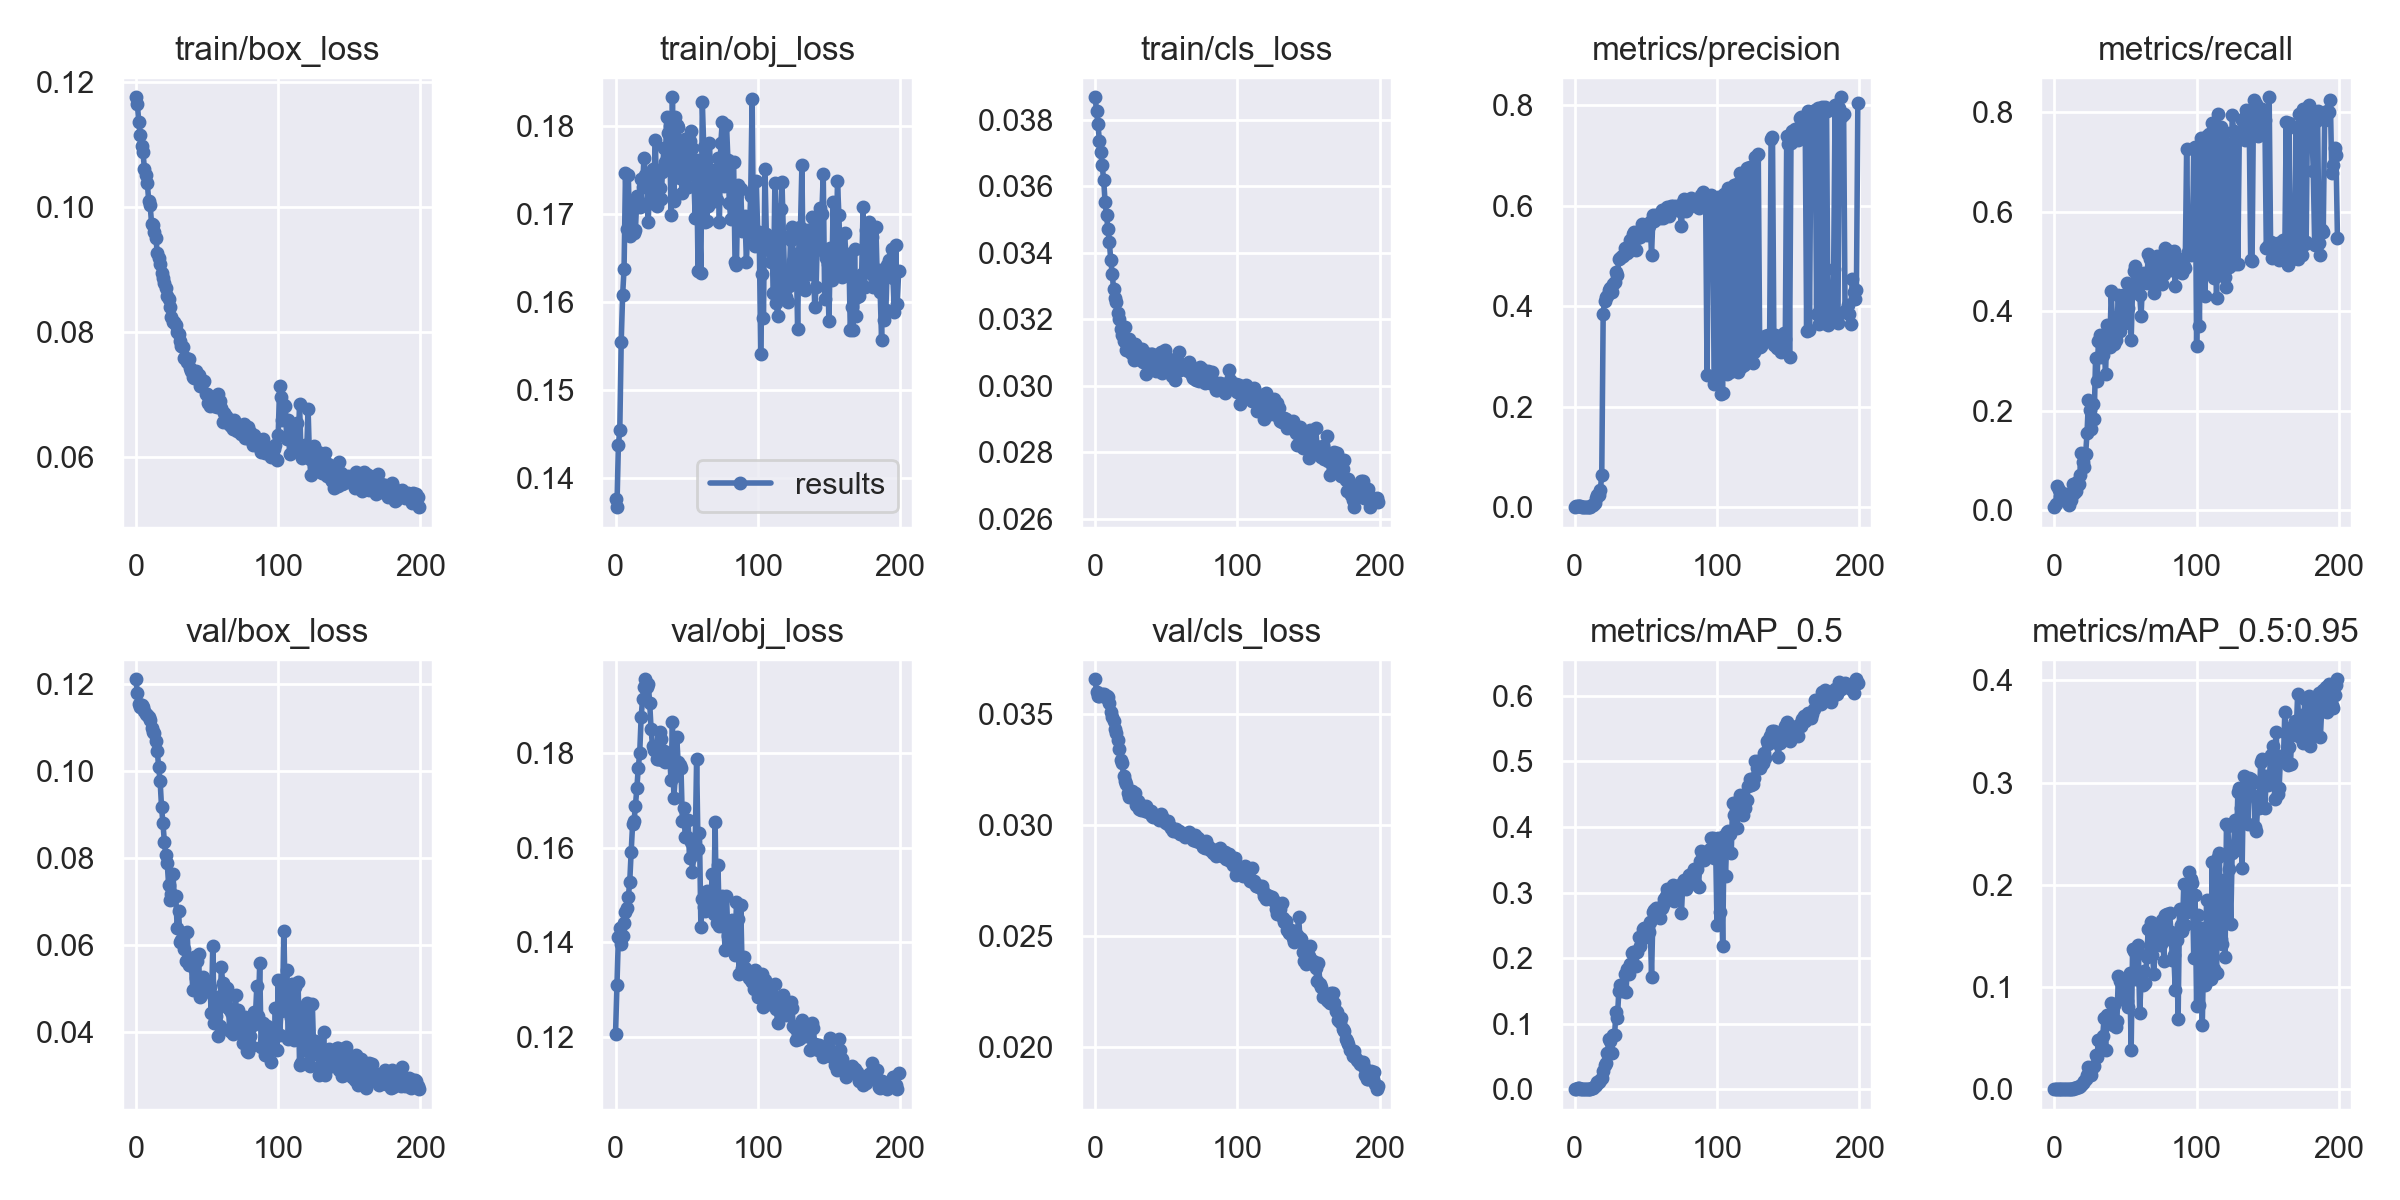 train/box_loss
0.12
0.10
0.08
0.06
0 100 200
train/obj_loss
0.18
0.17
0.16
0.15
0.14
results
0 100 200
train/cls_loss
0.038
0.036
0.034
0.032
0.030
0.028
0.026
0 100 200
metrics/precision
0.8
0.6
0.4
0.2
0.0
0 100 200
metrics/recall
0.8
0.6
0.4
0.2
0.0
0 100 200
val/box_loss
0.12
0.10
0.08
0.06
0.04
0 100 200
val/obj_loss
0.18
0.16
0.14
0.12
0 100 200
val/cls_loss
0.035
0.030
0.025
0.020
0 100 200
metrics/mAP_0.5
0.6
0.5
0.4
0.3
0.2
0.1
0.0
0 100 200
metrics/mAP_0.5:0.95
0.4
0.3
0.2
0.1
0.0
0 100 200